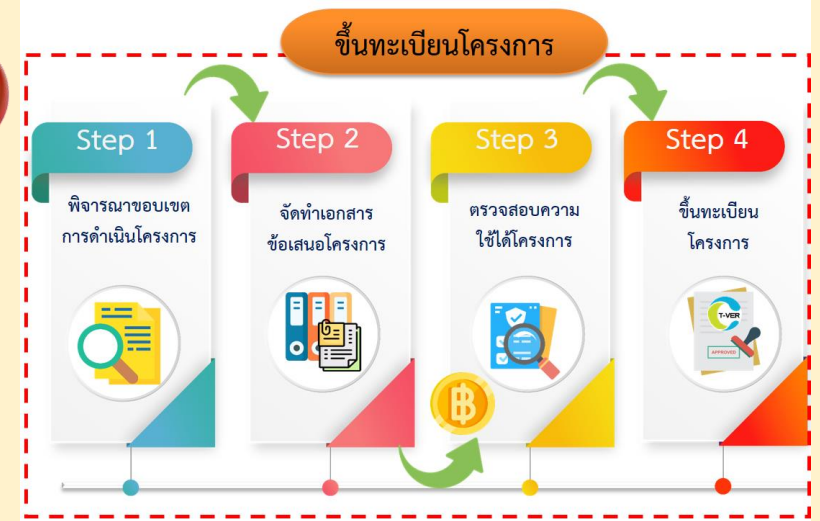 ขึ้นทะเบียนโครงการ
Step 1
พิจารณาขอบเขต
การดำเนินโครงการ
Step 2
จัดทำเอกสาร
ข้อเสนอโครงการ
Step 3
ตรวจสอบความ
ใช้ได้โครงการ
Step 4
ขึ้นทะเบียน
โครงการ
T-VER
APPROVED
฿